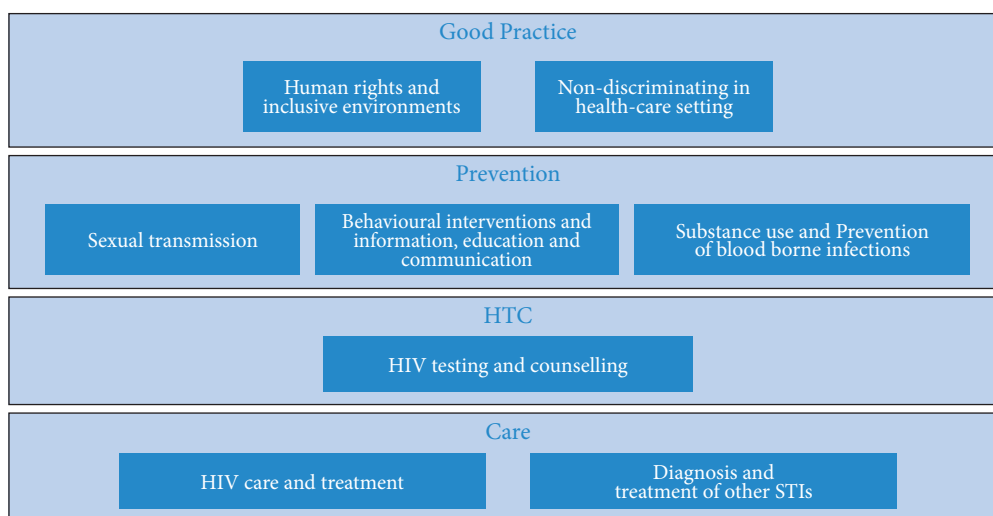 Good Practice
Human rights and
inclusive environments
Non-discriminating in
health-care setting
Prevention
Sexual transmission
Behavioural interventions and
information, education and
communication
Substance use and Prevention
of blood borne infections
HTC
HIV testing and counselling
Care
HIV care and treatment
Diagnosis and
treatment of other STIs